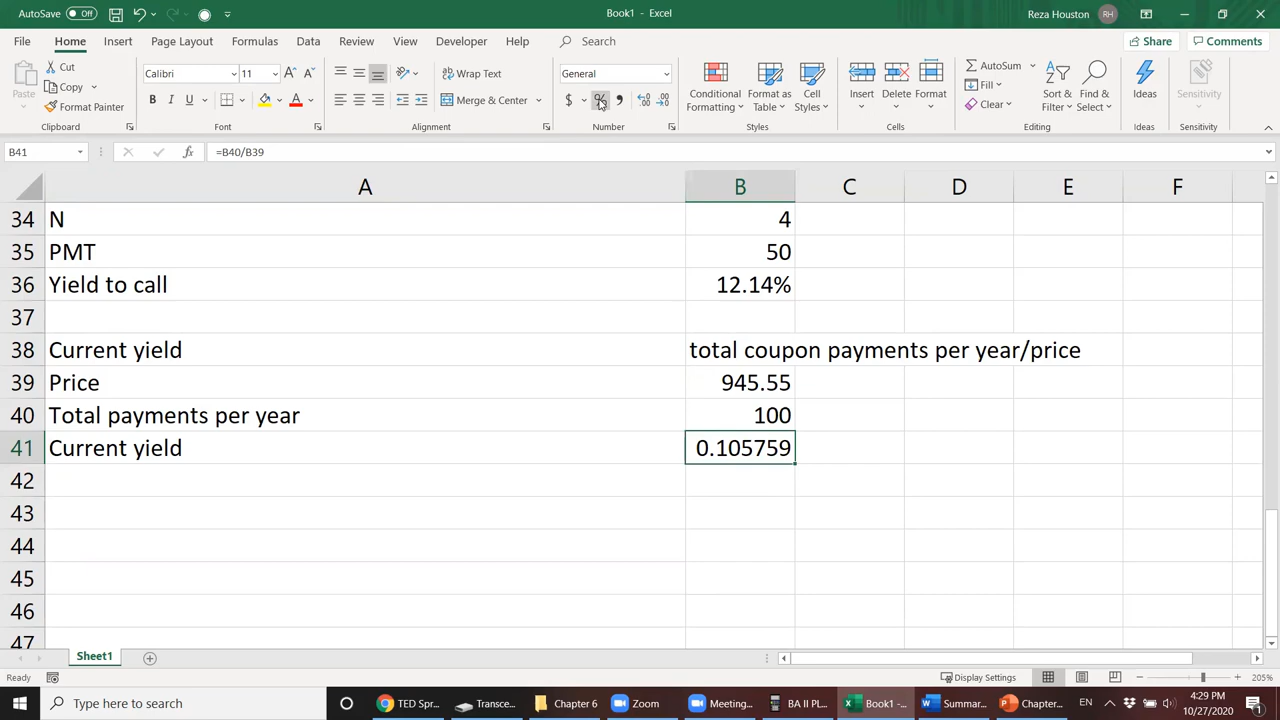 AutoSave Off Book1 - Excel Reza Houston RH
File Home Insert Page Layout Formulas Data Review View Developer Help Search Share Comments
Paste Cut Copy Format Painter
Calibri 11
B I U A
Wrap Text
Merge & Center
General
$ % ,
Conditional Formatting Format as Table Cell Styles
Insert Delete Format
AutoSum Fill Clear
Sort & Filter Find & Select
Ideas Sensitivity
Clipboard Font Alignment Number Styles Cells Editing Ideas Sensitivity
B41 fx =B40/B39
A B C D E F
34 N 4
35 PMT 50
36 Yield to call 12.14%
37
38 Current yield total coupon payments per year/price
39 Price 945.55
40 Total payments per year 100
41 Current yield 0.105759
42
43
44
45
46
47
Sheet1
Ready Display Settings 205%
Type here to search TED Spr... Transce... Chapter 6 Zoom Meeting... BA II PL... Book1 -... Summar... Chapter... EN 4:29 PM
10/27/2020